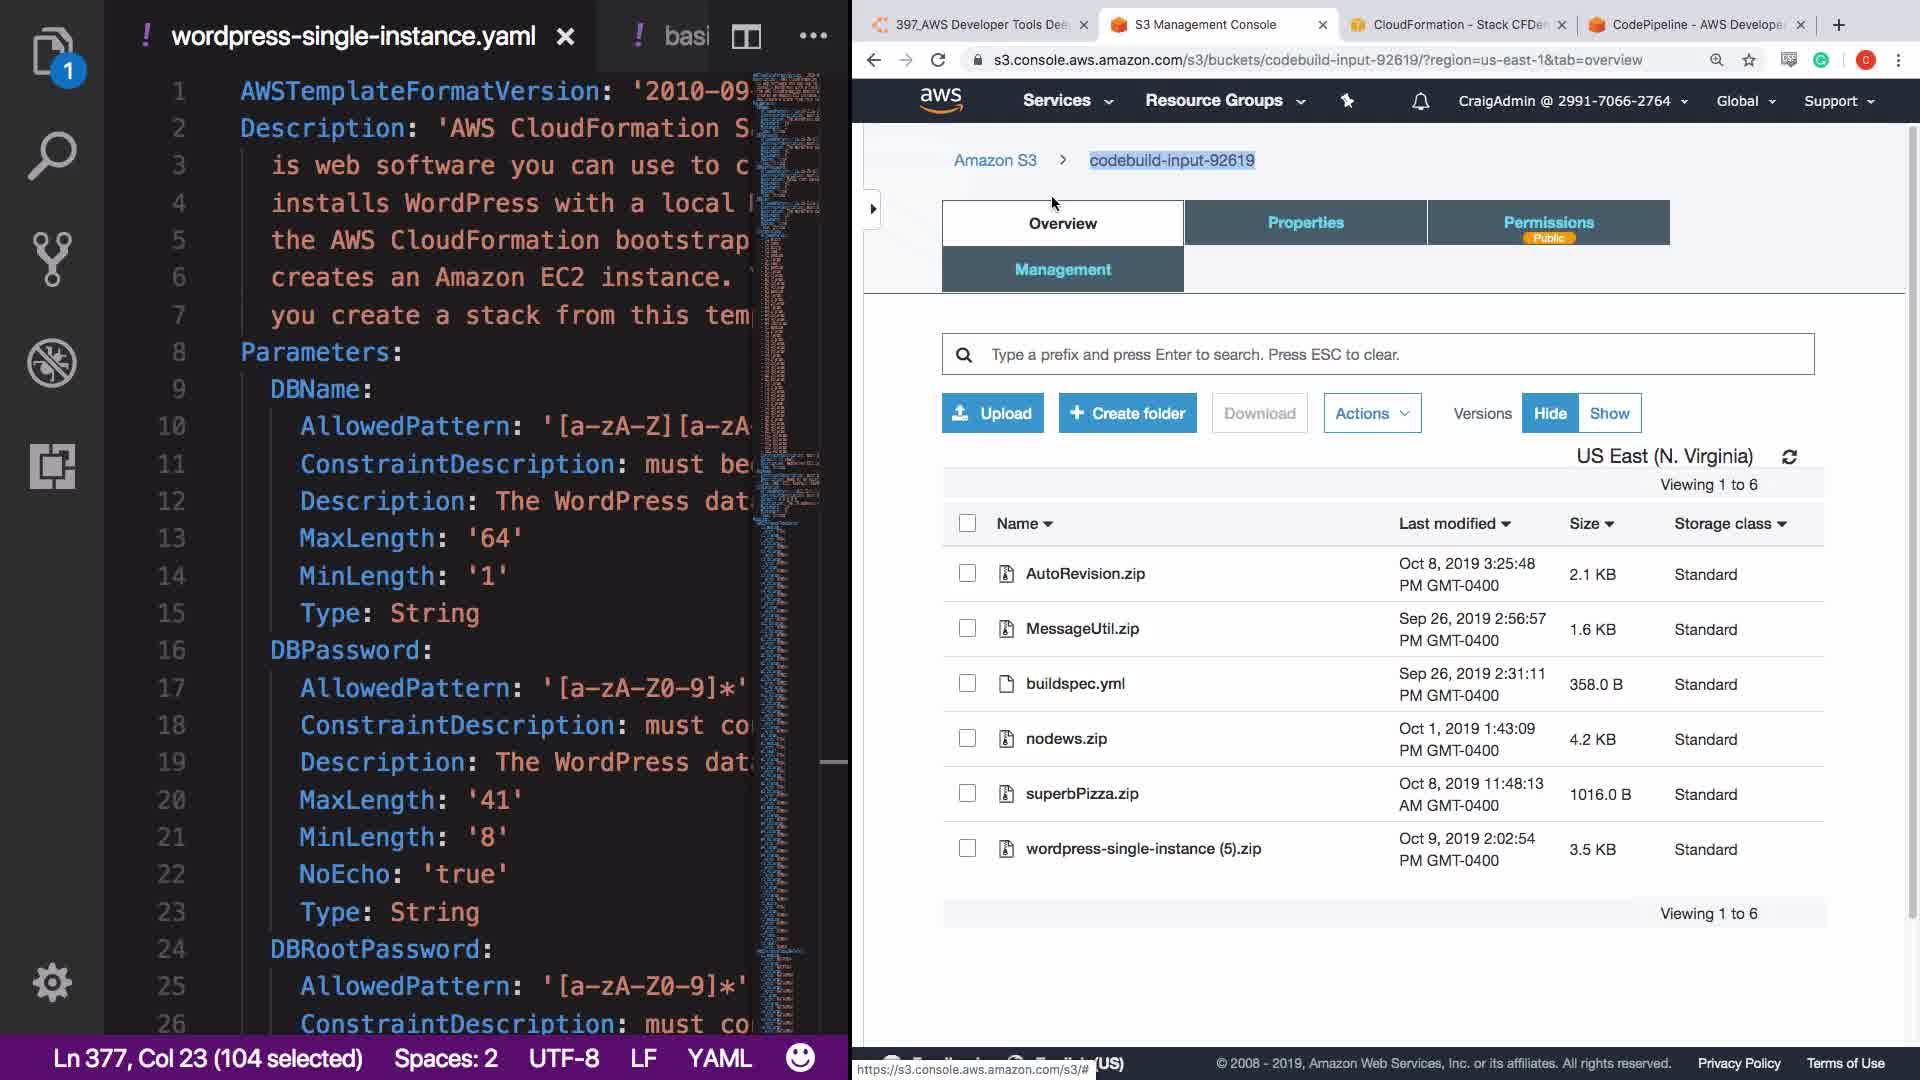 wordpress-single-instance.yaml
basi
1
1 AWSTemplateFormatVersion: '2010-09
2 Description: 'AWS CloudFormation S
3 is web software you can use to c
4 installs WordPress with a local
5 the AWS CloudFormation bootstrap
6 creates an Amazon EC2 instance.
7 you create a stack from this tem
8 Parameters:
9 DBName:
10 AllowedPattern: '[a-zA-Z][a-zA
11 ConstraintDescription: must be
12 Description: The WordPress dat
13 MaxLength: '64'
14 MinLength: '1'
15 Type: String
16 DBPassword:
17 AllowedPattern: '[a-zA-Z0-9]*'
18 ConstraintDescription: must co
19 Description: The WordPress dat
20 MaxLength: '41'
21 MinLength: '8'
22 NoEcho: 'true'
23 Type: String
24 DBRootPassword:
25 AllowedPattern: '[a-zA-Z0-9]*'
26 ConstraintDescription: must co
Ln 377, Col 23 (104 selected) Spaces: 2 UTF-8 LF YAML
397_AWS Developer Tools Dee
S3 Management Console
CloudFormation - Stack CFDe
CodePipeline - AWS Develope
s3.console.aws.amazon.com/s3/buckets/codebuild-input-92619/?region=us-east-1&tab=overview
C
aws Services Resource Groups CraigAdmin @ 2991-7066-2764 Global Support
Amazon S3 > codebuild-input-92619
Overview Properties Permissions
Public
Management
Type a prefix and press Enter to search. Press ESC to clear.
Upload + Create folder Download Actions Versions Hide Show
US East (N. Virginia)
Viewing 1 to 6
Name Last modified Size Storage class
AutoRevision.zip Oct 8, 2019 3:25:48 PM GMT-0400 2.1 KB Standard
MessageUtil.zip Sep 26, 2019 2:56:57 PM GMT-0400 1.6 KB Standard
buildspec.yml Sep 26, 2019 2:31:11 PM GMT-0400 358.0 B Standard
nodews.zip Oct 1, 2019 1:43:09 PM GMT-0400 4.2 KB Standard
superbPizza.zip Oct 8, 2019 11:48:13 AM GMT-0400 1016.0 B Standard
wordpress-single-instance (5).zip Oct 9, 2019 2:02:54 PM GMT-0400 3.5 KB Standard
Viewing 1 to 6
(US)
© 2008 - 2019, Amazon Web Services, Inc. or its affiliates. All rights reserved. Privacy Policy Terms of Use
https://s3.console.aws.amazon.com/s3/#